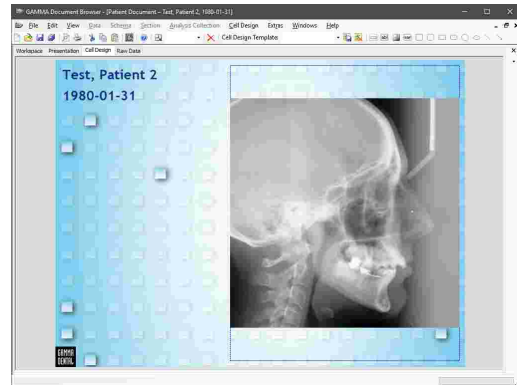 GAMMA Document Browser - [Patient Document - Test, Patient 2, 1980-01-31]
File Edit View Data Schema Section Analysis Collection Cell Design Extras Windows Help
Cell Design Template:
Workspace Presentation Cell Design Raw Data
Test, Patient 2
1980-01-31
GAMMA
DENTAL